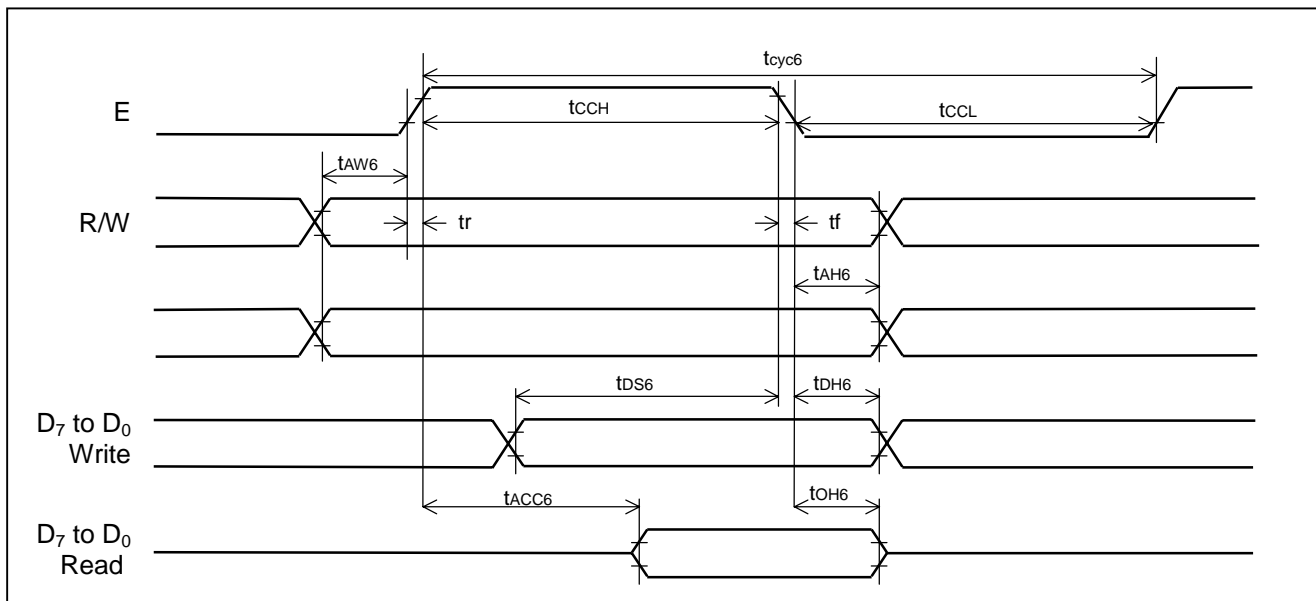 tcyc6
E
tCCH
tCCL
tAW6
R/W
tr
tf
tAH6
tDS6
tDH6
D7 to D0
Write
tACC6
tOH6
D7 to D0
Read